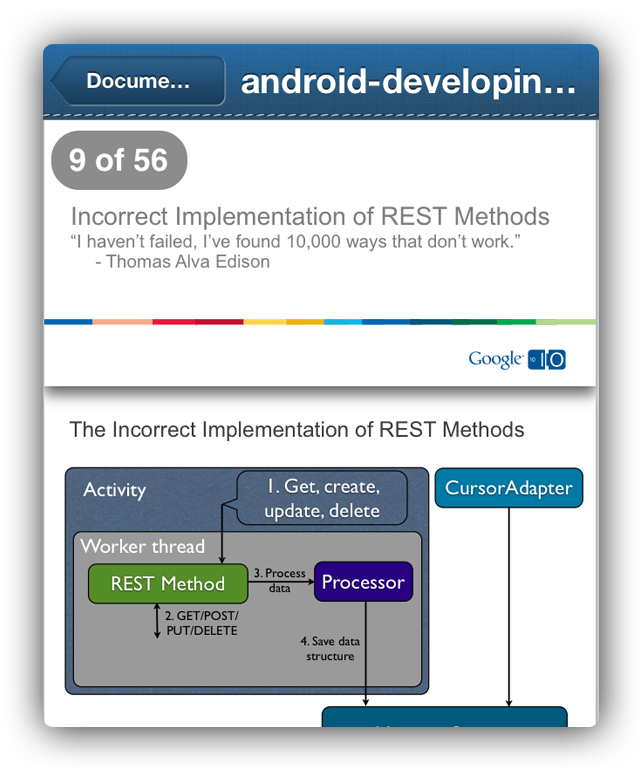 Docume...
android-developin...
9 of 56
Incorrect Implementation of REST Methods
“I haven’t failed, I’ve found 10,000 ways that don’t work.”
- Thomas Alva Edison
Google 10 IO
The Incorrect Implementation of REST Methods
Activity
1. Get, create,
update, delete
CursorAdapter
Worker thread
REST Method
3. Process
data
Processor
2. GET/POST/
PUT/DELETE
4. Save data
structure